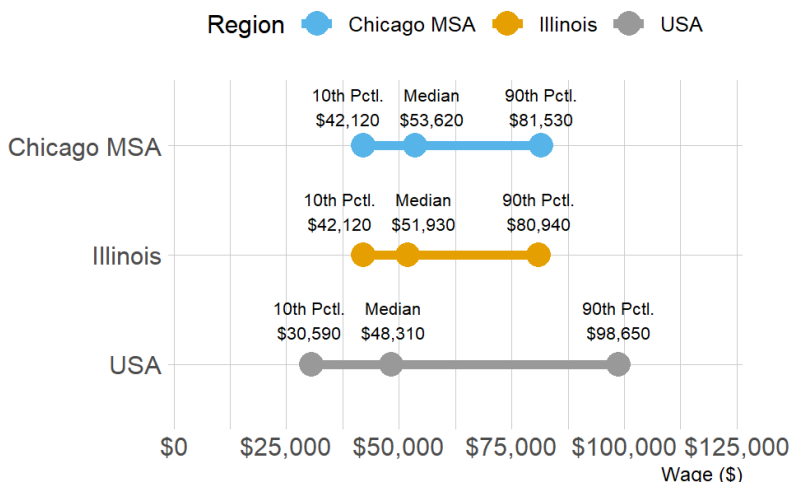 Region Chicago MSA Illinois USA
10th Pctl. Median 90th Pctl.
$42,120 $53,620 $81,530
Chicago MSA
10th Pctl. Median 90th Pctl.
$42,120 $51,930 $80,940
Illinois
10th Pctl. Median 90th Pctl.
$30,590 $48,310 $98,650
USA
$0 $25,000 $50,000 $75,000 $100,000 $125,000
Wage ($)